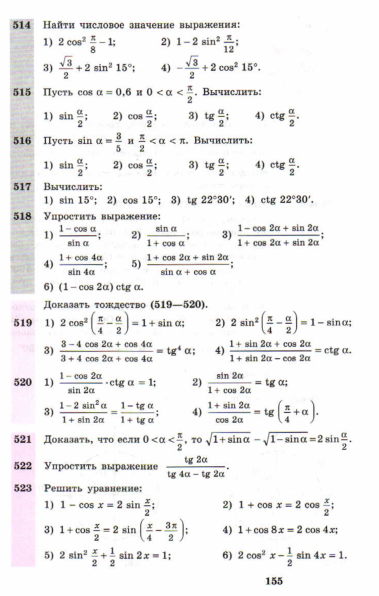 514 Найти числовое значение выражения:
1) 2 cos² π/8 – 1; 2) 1 – 2 sin² π/12;
3) √3/2 + 2 sin² 15°; 4) –√3/2 + 2 cos² 15°.
515 Пусть cos α = 0,6 и 0 < α < π/2. Вычислить:
1) sin α/2; 2) cos α/2; 3) tg α/2; 4) ctg α/2.
516 Пусть sin α = 3/5 и π/2 < α < π. Вычислить:
1) sin α/2; 2) cos α/2; 3) tg α/2; 4) ctg α/2.
517 Вычислить:
1) sin 15°; 2) cos 15°; 3) tg 22°30′; 4) ctg 22°30′.
518 Упростить выражение:
1) (1 – cos α)/(sin α); 2) (sin α)/(1 + cos α); 3) (1 – cos 2α + sin 2α)/(1 + cos 2α + sin 2α);
4) (1 + cos 4α)/(sin 4α); 5) (1 + cos 2α + sin 2α)/(sin α + cos α);
6) (1 – cos 2α) ctg α.
Доказать тождество (519—520).
519 1) 2 cos² (π/4 – α/2) = 1 + sin α; 2) 2 sin² (π/4 – α/2) = 1 – sin α;
3) (3 – 4 cos 2α + cos 4α)/(3 + 4 cos 2α + cos 4α) = tg⁴ α; 4) (1 + sin 2α + cos 2α)/(1 + sin 2α – cos 2α) = ctg α.
520 1) (1 – cos 2α)/(sin 2α) · ctg α = 1; 2) (sin 2α)/(1 + cos 2α) = tg α;
3) (1 – 2 sin² α)/(1 + sin 2α) = (1 – tg α)/(1 + tg α); 4) (1 + sin 2α)/(cos 2α) = tg (π/4 + α).
521 Доказать, что если 0 < α < π/2, то √(1 + sin α) – √(1 – sin α) = 2 sin α/2.
522 Упростить выражение (tg 2α)/(tg 4α – tg 2α).
523 Решить уравнение:
1) 1 – cos x = 2 sin x/2; 2) 1 + cos x = 2 cos x/2;
3) 1 + cos x/2 = 2 sin (x/4 – 3π/2); 4) 1 + cos 8x = 2 cos 4x;
5) 2 sin² x/2 + 1/2 sin 2x = 1; 6) 2 cos² x – 1/2 sin 4x = 1.
155